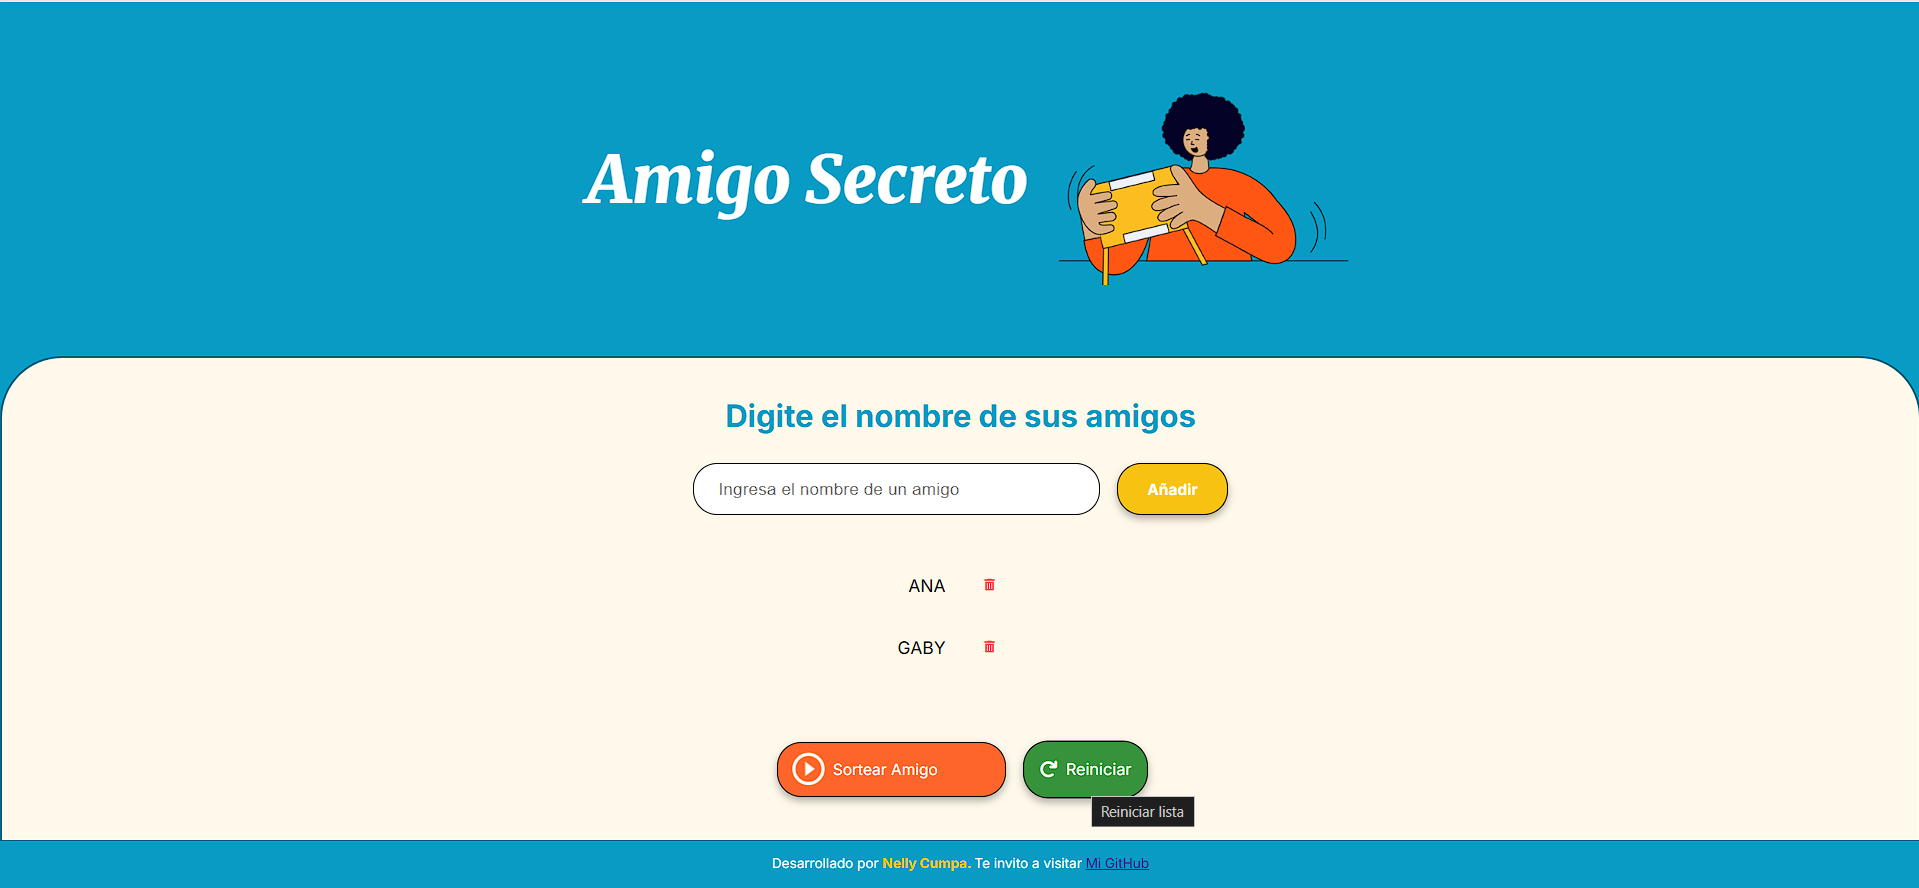 Amigo Secreto
Digite el nombre de sus amigos
Ingresa el nombre de un amigo
Añadir
ANA
GABY
Sortear Amigo
Reiniciar
Reiniciar lista
Desarrollado por Nelly Cumpa. Te invito a visitar Mi GitHub